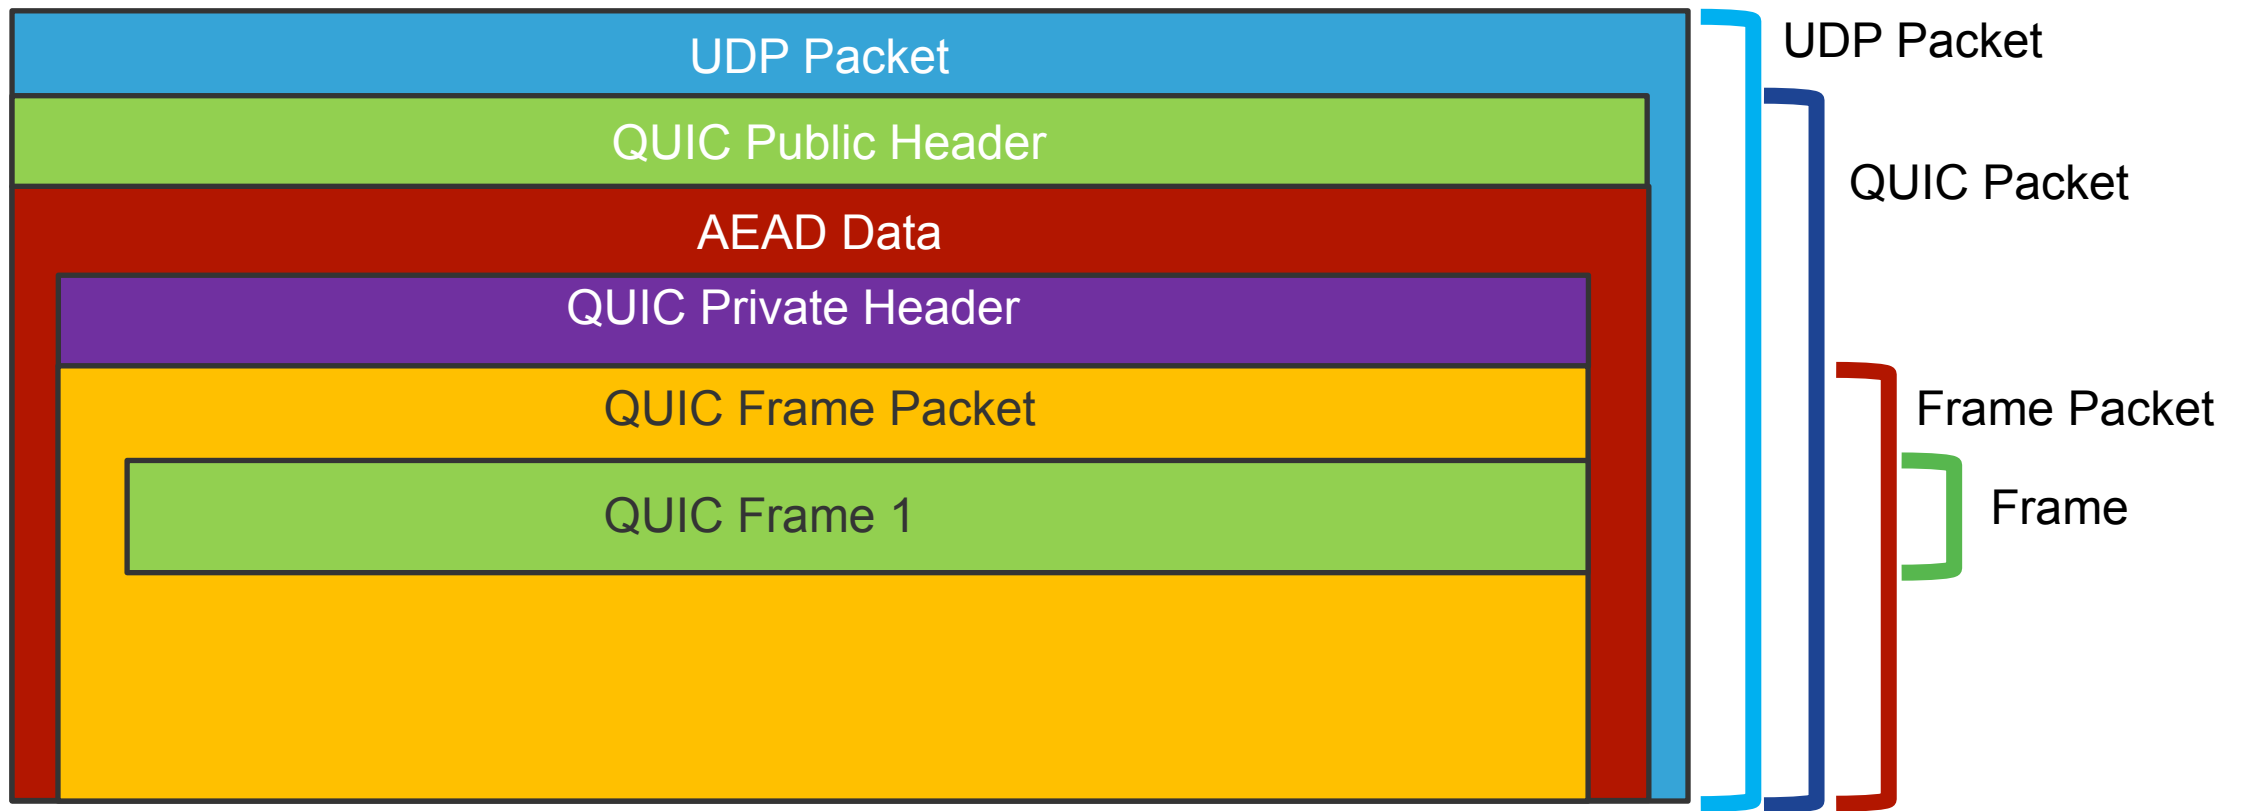 UDP Packet
QUIC Public Header
AEAD Data
QUIC Private Header
QUIC Frame Packet
QUIC Frame 1
UDP Packet
QUIC Packet
Frame Packet
Frame